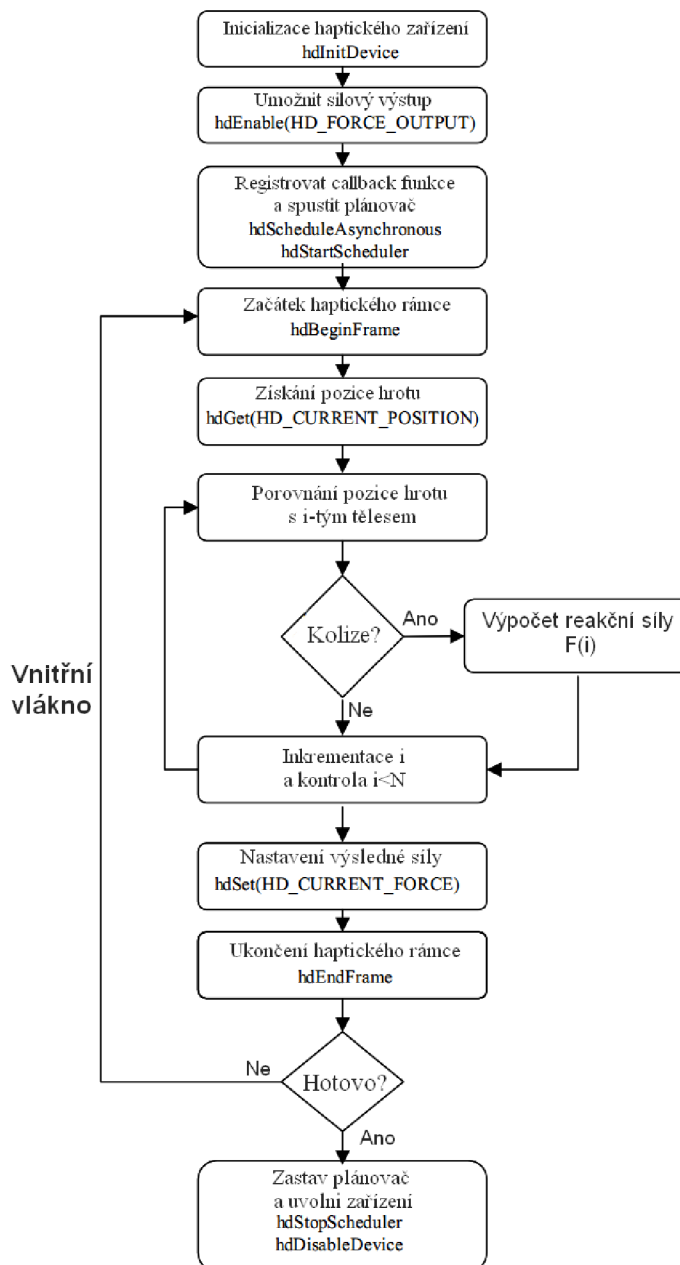 Inicializace haptického zařízení
hdInitDevice
Umožnit silový výstup
hdEnable(HD_FORCE_OUTPUT)
Registrovat callback funkce
a spustit plánovač
hdScheduleAsynchronous
hdStartScheduler
Začátek haptického rámce
hdBeginFrame
Získání pozice hrotu
hdGet(HD_CURRENT_POSITION)
Porovnání pozice hrotu
s i-tým tělesem
Kolize?
Ano
Výpočet reakční síly
F(i)
Vnitřní
vlákno
Ne
Inkrementace i
a kontrola i<N
Nastavení výsledné síly
hdSet(HD_CURRENT_FORCE)
Ukončení haptického rámce
hdEndFrame
Ne
Hotovo?
Ano
Zastav plánovač
a uvolni zařízení
hdStopScheduler
hdDisableDevice